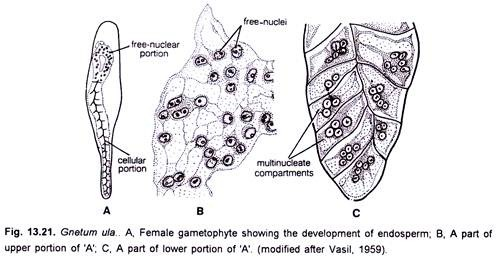 free-nuclear
portion
cellular
portion
A
free-nuclei
B
multinucleate
compartments
C
Fig. 13.21. Gnetum ula.. A, Female gametophyte showing the development of endosperm; B, A part of
upper portion of 'A'; C, A part of lower portion of 'A'. (modified after Vasil, 1959).